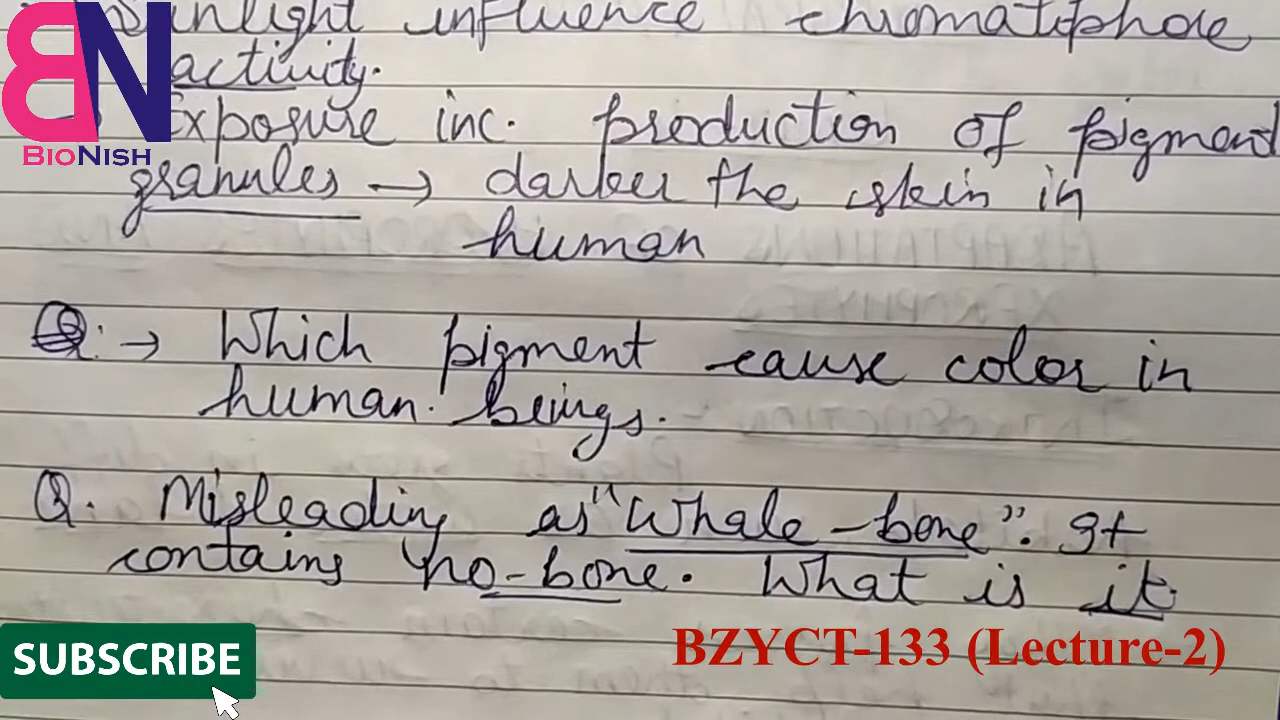 Sunlight influence chromatophore
activity.
BN
BIONISH
→ Exposure inc. production of pigment
granules → darker the skin in
human
Q. → Which pigment cause color in
human beings.
Q. Misleading as "Whale-bone". It
contains no-bone. What is it
SUBSCRIBE
BZYCT-133 (Lecture-2)